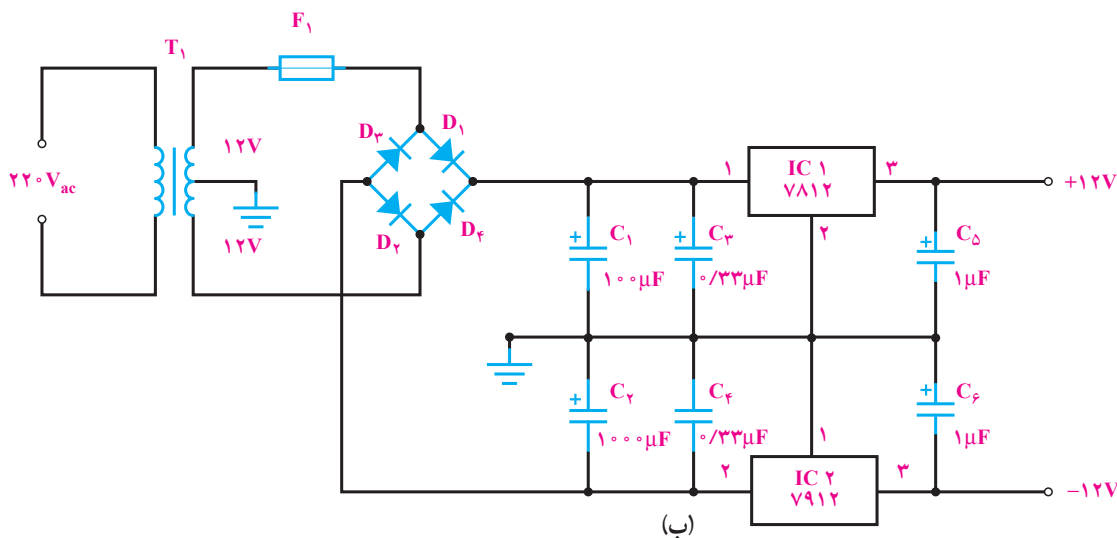 F۱
T۱
D۳
D۱
۱۲V
۲۲۰Vac
۱۲V
D۲
D۴
۱
IC ۱
۷۸۱۲
۳
+۱۲V
۲
C۱
۱۰۰µF
C۳
۰/۳۳µF
C۵
۱µF
C۲
۱۰۰۰µF
C۴
۰/۳۳µF
C۶
۱µF
۱
۲
IC ۲
۷۹۱۲
۳
−۱۲V
(ب)